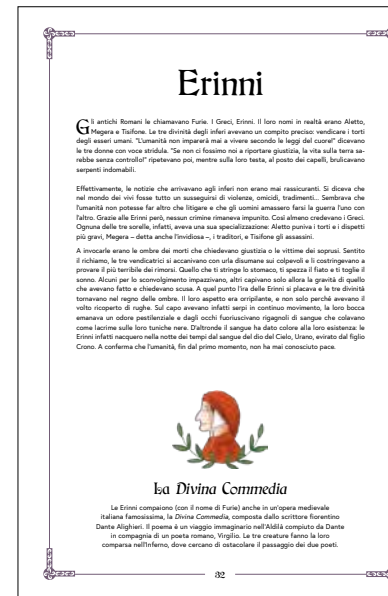 Erinni
Gli antichi Romani le chiamavano Furie. I Greci, Erinni. Il loro nomi in realtà erano Aletto,
Megera e Tisifone. Le tre divinità degli inferi avevano un compito preciso: vendicare i torti
degli esseri umani. "L'umanità non imparerà mai a vivere secondo le leggi del cuore!" dicevano
le tre donne con voce stridula. "Se non ci fossimo noi a riportare giustizia, la vita sulla terra sa-
rebbe senza controllo!" ripetevano poi, mentre sulla loro testa, al posto dei capelli, brulicavano
serpenti indomabili.
Effettivamente, le notizie che arrivavano agli inferi non erano mai rassicuranti. Si diceva che
nel mondo dei vivi fosse tutto un susseguirsi di violenze, omicidi, tradimenti... Sembrava che
l'umanità non potesse far altro che litigare e che gli uomini amassero farsi la guerra l'uno con
l'altro. Grazie alle Erinni però, nessun crimine rimaneva impunito. Così almeno credevano i Greci.
Ognuna delle tre sorelle, infatti, aveva una sua specializzazione: Aletto puniva i torti e i dispetti
più gravi, Megera – detta anche l'invidiosa –, i traditori, e Tisifone gli assassini.
A invocarle erano le ombre dei morti che chiedevano giustizia o le vittime dei soprusi. Sentito
il richiamo, le tre vendicatrici si accanivano con urla disumane sui colpevoli e li costringevano a
provare il più terribile dei rimorsi. Quello che ti stringe lo stomaco, ti spezza il fiato e ti toglie il
sonno. Alcuni per lo sconvolgimento impazzivano, altri capivano solo allora la gravità di quello
che avevano fatto e chiedevano scusa. A quel punto l'ira delle Erinni si placava e le tre divinità
tornavano nel regno delle ombre. Il loro aspetto era orripilante, e non solo perché avevano il
volto ricoperto di rughe. Sul capo avevano infatti serpi in continuo movimento, la loro bocca
emanava un odore pestilenziale e dagli occhi fuoriuscivano rigagnoli di sangue che colavano
come lacrime sulle loro tuniche nere. D'altronde il sangue ha dato colore alla loro esistenza: le
Erinni infatti nacquero nella notte dei tempi dal sangue del dio del Cielo, Urano, evirato dal figlio
Crono. A conferma che l'umanità, fin dal primo momento, non ha mai conosciuto pace.
La Divina Commedia
Le Erinni compaiono (con il nome di Furie) anche in un'opera medievale
italiana famosissima, la Divina Commedia, composta dallo scrittore fiorentino
Dante Alighieri. Il poema è un viaggio immaginario nell'Aldilà compiuto da Dante
in compagnia di un poeta romano, Virgilio. Le tre creature fanno la loro
comparsa nell'Inferno, dove cercano di ostacolare il passaggio dei due poeti.
32